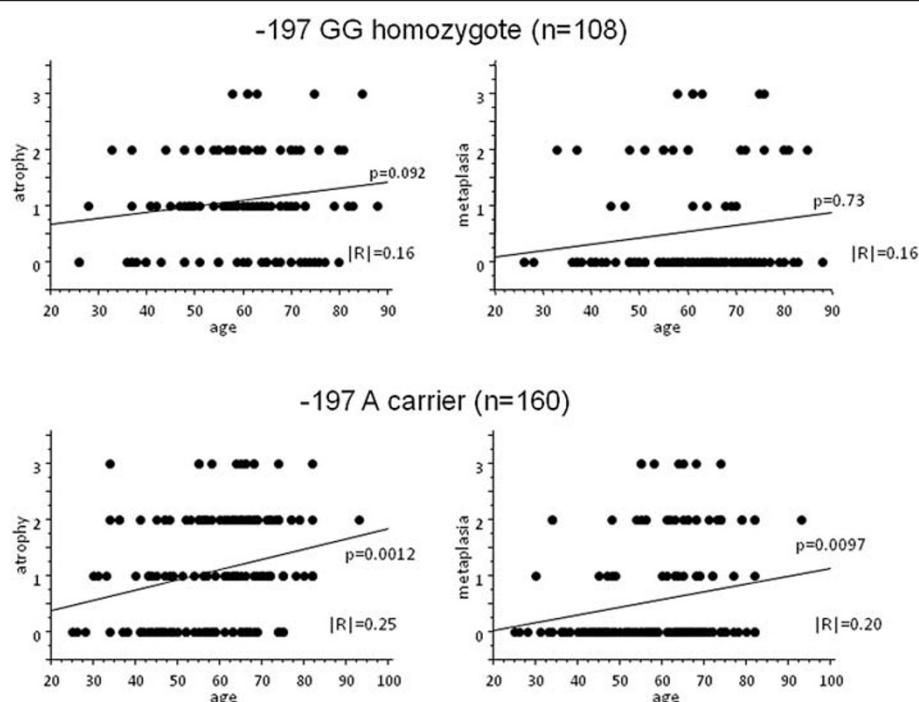 -197 GG homozygote (n=108)
3
2
1
0
atrophy
p=0.092
|R|=0.16
20 30 40 50 60 70 80 90
age
3
2
1
0
metaplasia
p=0.73
|R|=0.16
20 30 40 50 60 70 80 90
age
-197 A carrier (n=160)
3
2
1
0
atrophy
p=0.0012
|R|=0.25
20 30 40 50 60 70 80 90 100
age
3
2
1
0
metaplasia
p=0.0097
|R|=0.20
20 30 40 50 60 70 80 90 100
age